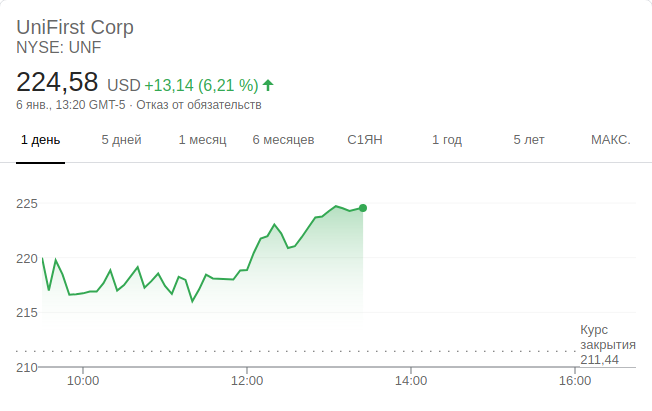 UniFirst Corp
NYSE: UNF
224,58 USD +13,14 (6,21 %)
6 янв., 13:20 GMT-5 · Отказ от обязательств
1 день 5 дней 1 месяц 6 месяцев С1ЯН 1 год 5 лет МАКС.
225
220
215
210
Курс
закрытия
211,44
10:00 12:00 14:00 16:00